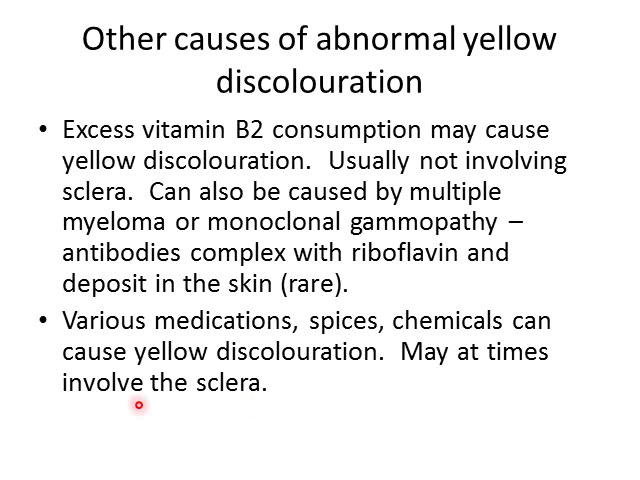 Other causes of abnormal yellow
discolouration
• Excess vitamin B2 consumption may cause
yellow discolouration.  Usually not involving
sclera.  Can also be caused by multiple
myeloma or monoclonal gammopathy –
antibodies complex with riboflavin and
deposit in the skin (rare).
• Various medications, spices, chemicals can
cause yellow discolouration.  May at times
involve the sclera.